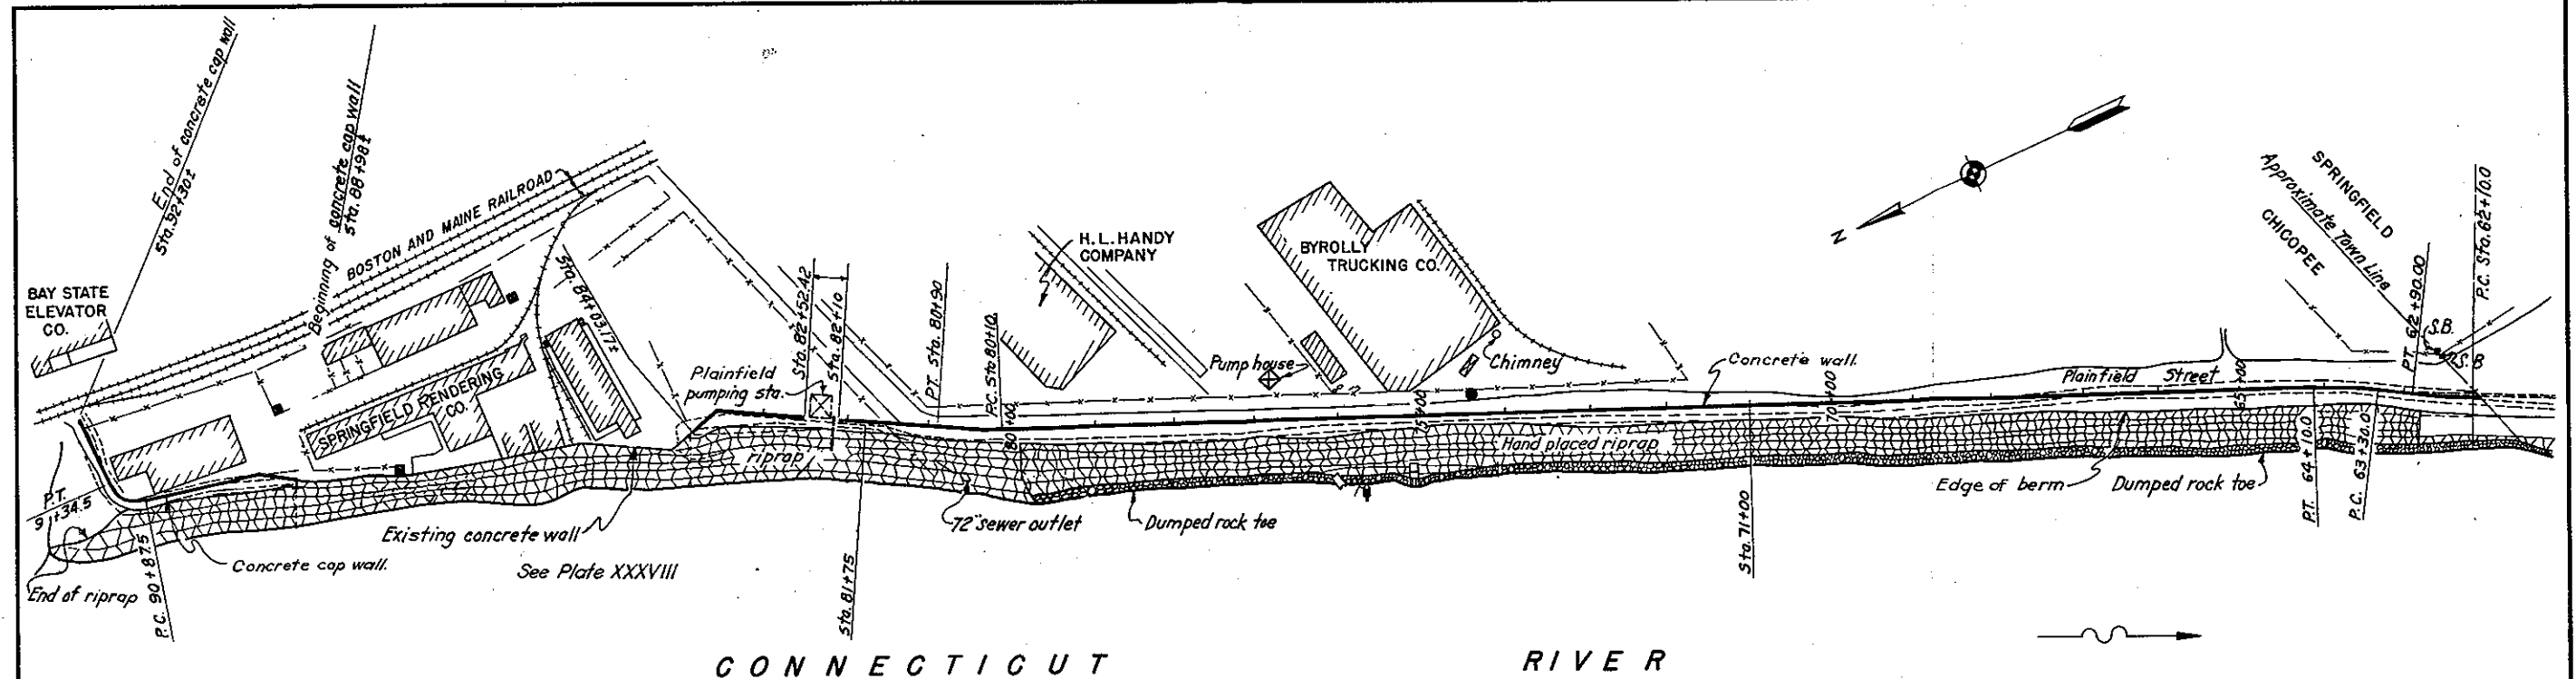 End of concrete cap wall
Sta. 92+30±
Beginning of concrete cap wall
Sta. 88+98±
BOSTON AND MAINE RAILROAD
BAY STATE
ELEVATOR
CO.
SPRINGFIELD RENDERING
CO.
Sta. 84+03.17±
Plainfield
pumping sta.
Sta. 82+52.42
Sta. 82+10
P.T. Sta. 80+90
P.C. Sta 80+10.
80+00
H.L. HANDY
COMPANY
BYROLLY
TRUCKING CO.
Pump house
Chimney
75+00
Concrete wall.
70+00
N
SPRINGFIELD
Approximate Town Line
CHICOPEE
P.C. Sta. 62+10.0
P.T. 62+90.00
S.B.
S.B
Plainfield Street
65+00
riprap
Hand placed riprap
P.T.
91+34.5
End of riprap
P.C. 90+87.5
Concrete cap wall.
Existing concrete wall
See Plate XXXVIII
Sta. 81+75
72" sewer outlet
Dumped rock toe
Sta. 71+00
Edge of berm
Dumped rock toe
P.T. 64+10.0
P.C. 63+30.0
CONNECTICUT RIVER